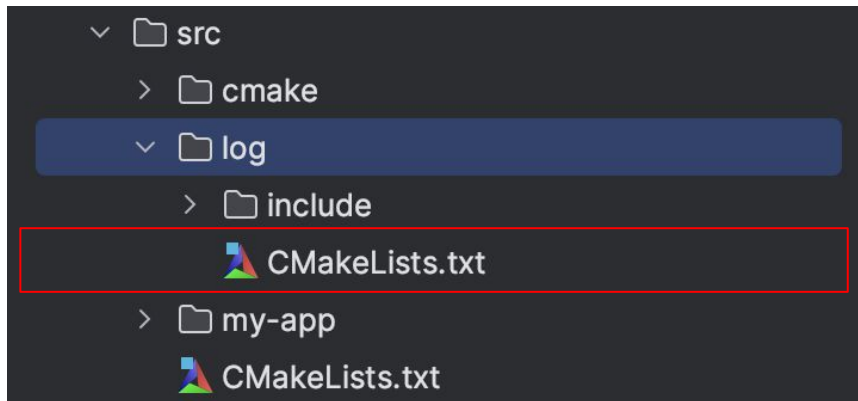 src
cmake
log
include
CMakeLists.txt
my-app
CMakeLists.txt